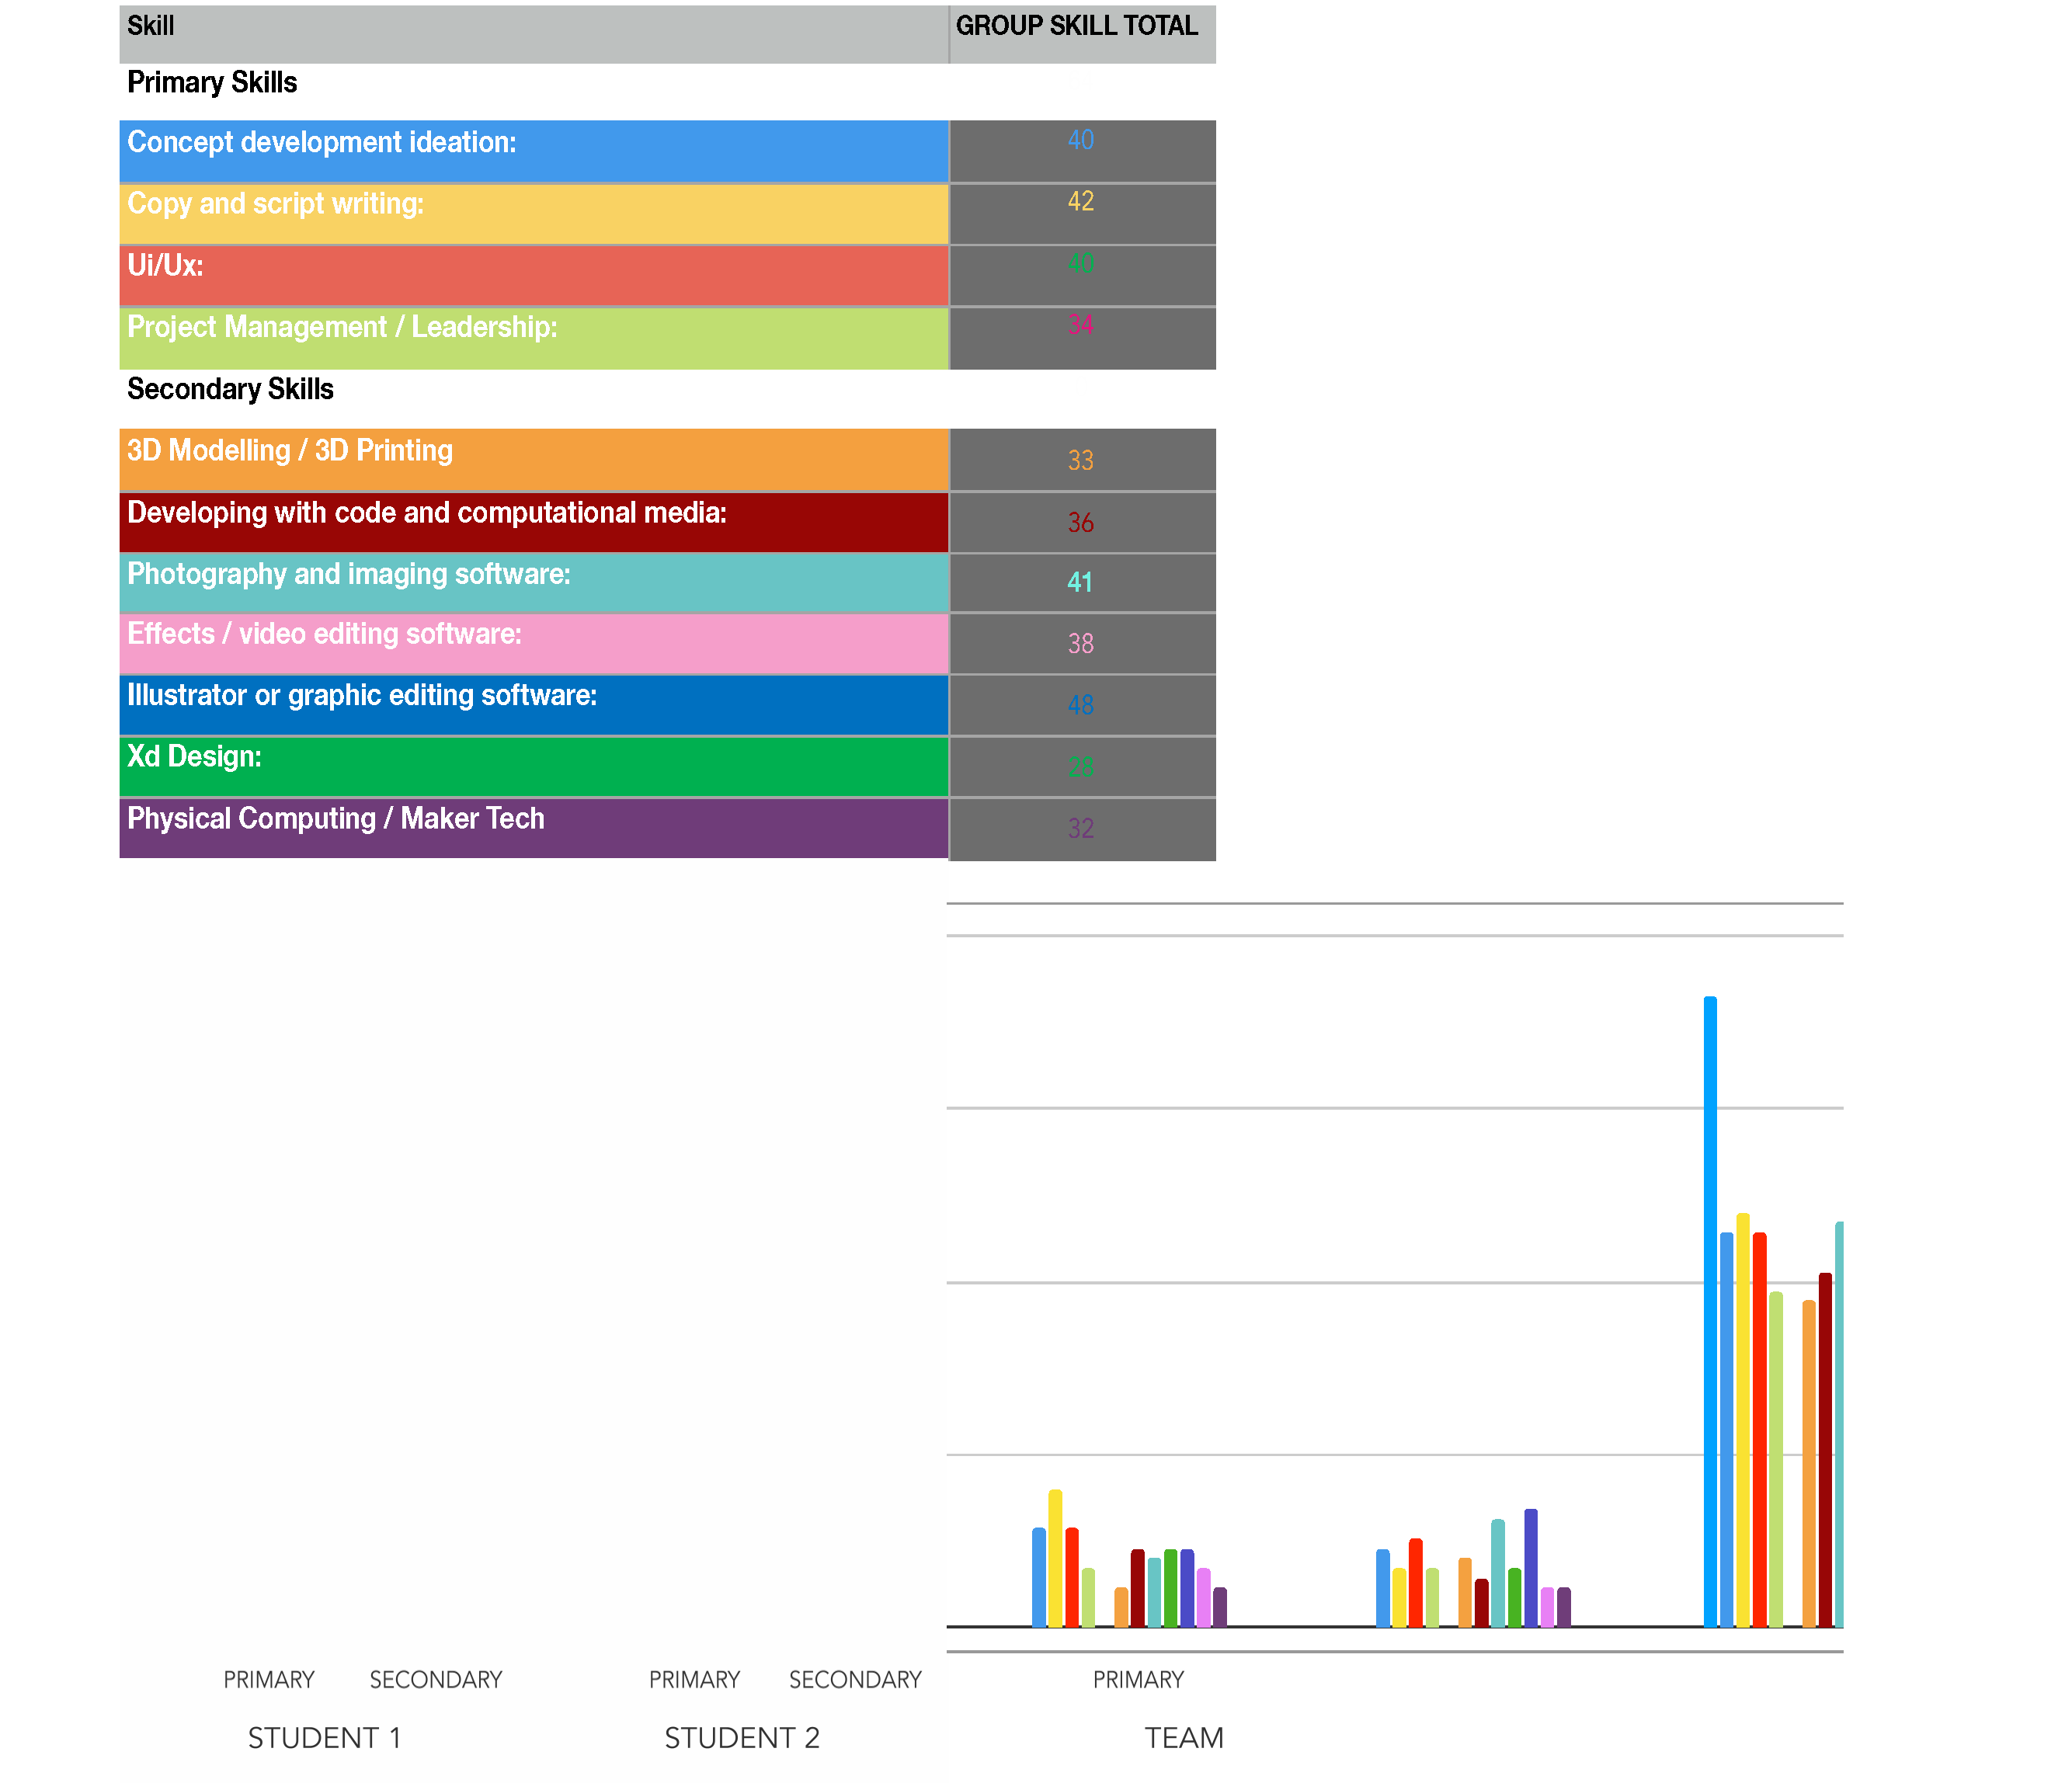 Skill GROUP SKILL TOTAL
Primary Skills
Concept development ideation: 40
Copy and script writing: 42
Ui/Ux: 40
Project Management / Leadership: 34
Secondary Skills
3D Modelling / 3D Printing 33
Developing with code and computational media: 36
Photography and imaging software: 41
Effects / video editing software: 38
Illustrator or graphic editing software: 48
Xd Design: 28
Physical Computing / Maker Tech 32
PRIMARY SECONDARY PRIMARY SECONDARY PRIMARY
STUDENT 1 STUDENT 2 TEAM